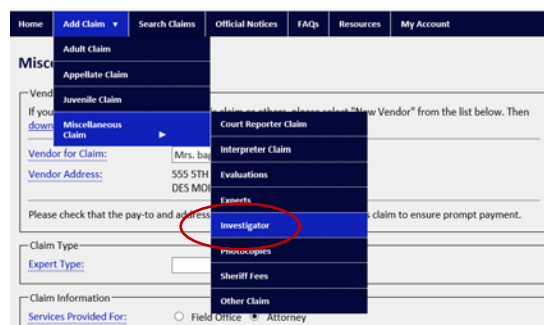 Home Add Claim ▼ Search Claims Official Notices FAQs Resources My Account
Adult Claim
Appellate Claim
Juvenile Claim
Miscellaneous
Claim ►
Court Reporter Claim
Interpreter Claim
Evaluations
Experts
Investigator
Photocopies
Sheriff Fees
Other Claim
Misc
Vend
If you claim or others, please select "New Vendor" from the list below. Then
down
Vendor for Claim: Mrs. ba
Vendor Address: 555 5TH
DES MOI
Please check that the pay-to and address s claim to ensure prompt payment.
Claim Type
Expert Type:
Claim Information
Services Provided For: Field Office Attorney